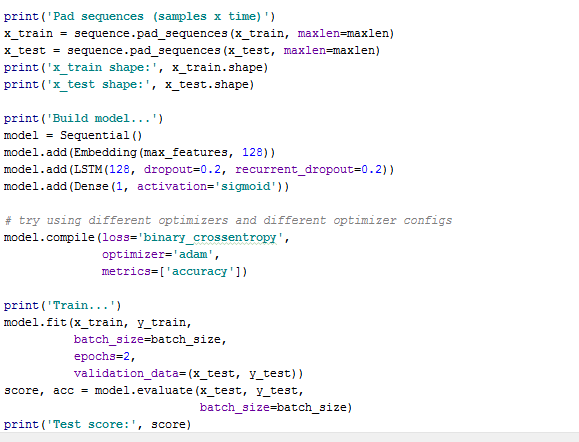 print('Pad sequences (samples x time)')
x_train = sequence.pad_sequences(x_train, maxlen=maxlen)
x_test = sequence.pad_sequences(x_test, maxlen=maxlen)
print('x_train shape:', x_train.shape)
print('x_test shape:', x_test.shape)

print('Build model...')
model = Sequential()
model.add(Embedding(max_features, 128))
model.add(LSTM(128, dropout=0.2, recurrent_dropout=0.2))
model.add(Dense(1, activation='sigmoid'))

# try using different optimizers and different optimizer configs
model.compile(loss='binary_crossentropy',
              optimizer='adam',
              metrics=['accuracy'])

print('Train...')
model.fit(x_train, y_train,
          batch_size=batch_size,
          epochs=2,
          validation_data=(x_test, y_test))
score, acc = model.evaluate(x_test, y_test,
                            batch_size=batch_size)
print('Test score:', score)